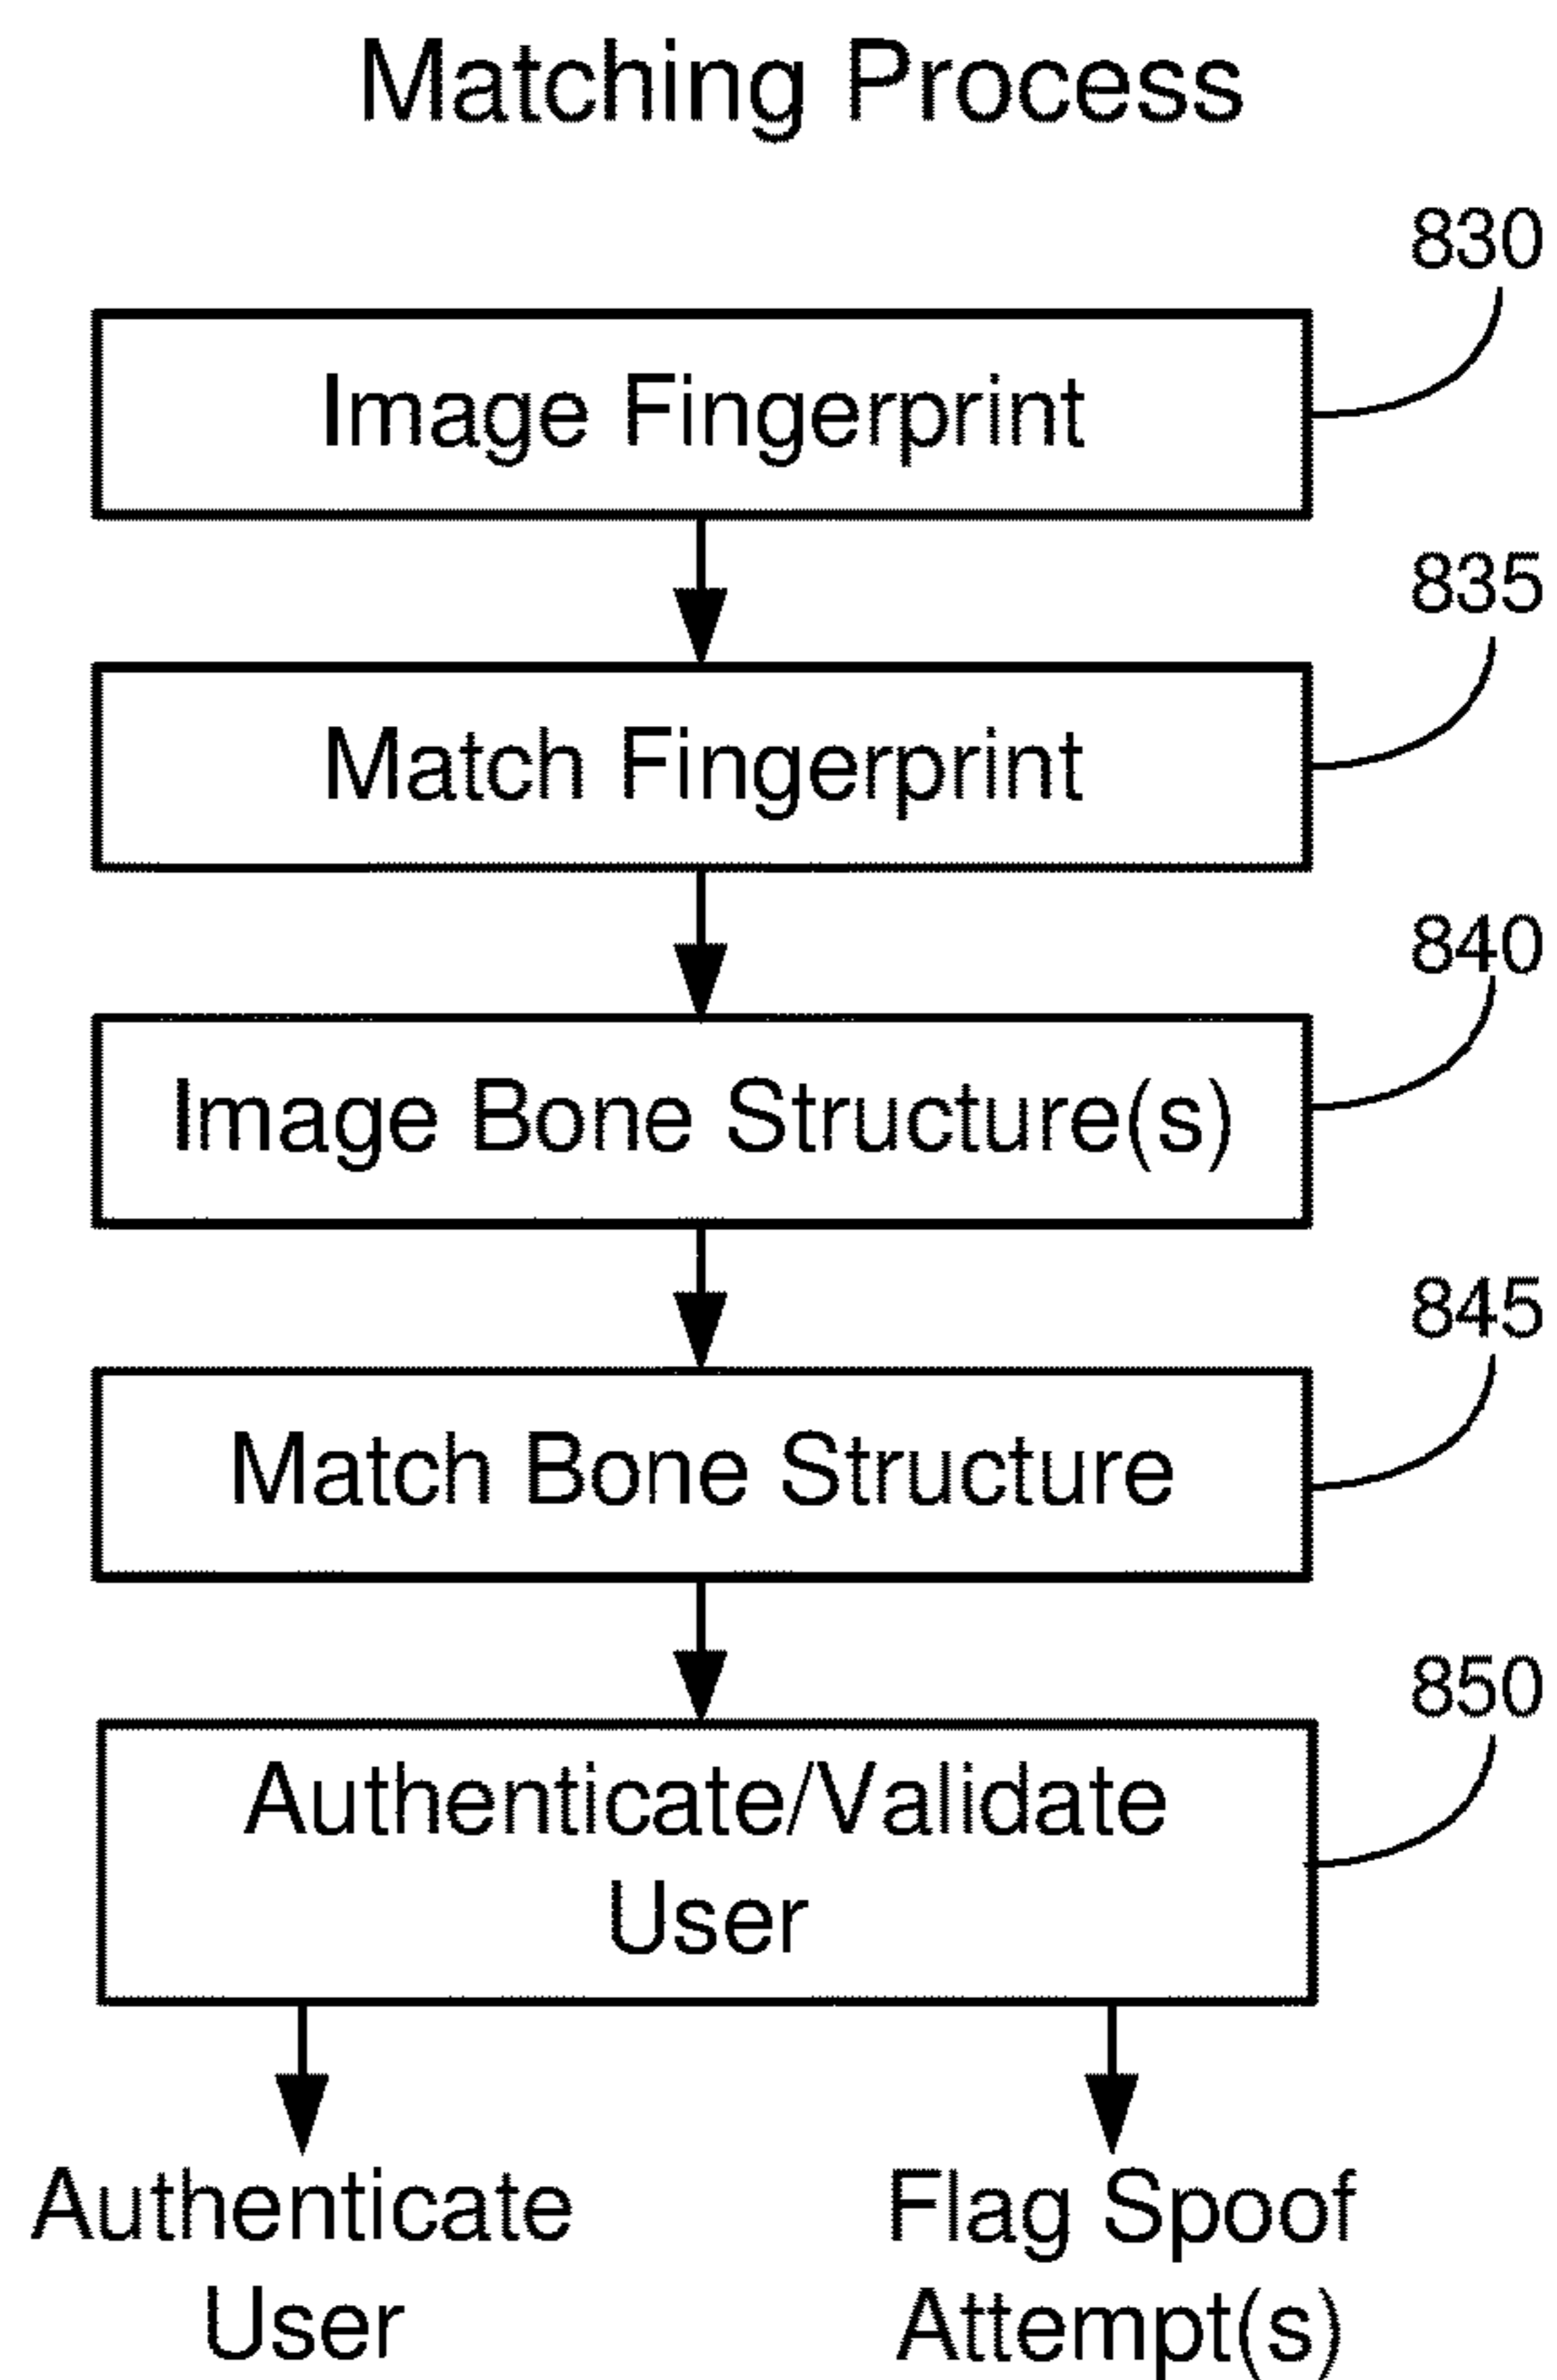 Matching Process
830
Image Fingerprint
835
Match Fingerprint
840
Image Bone Structure(s)
845
Match Bone Structure
850
Authenticate/Validate
User
Authenticate
User
Flag Spoof
Attempt(s)